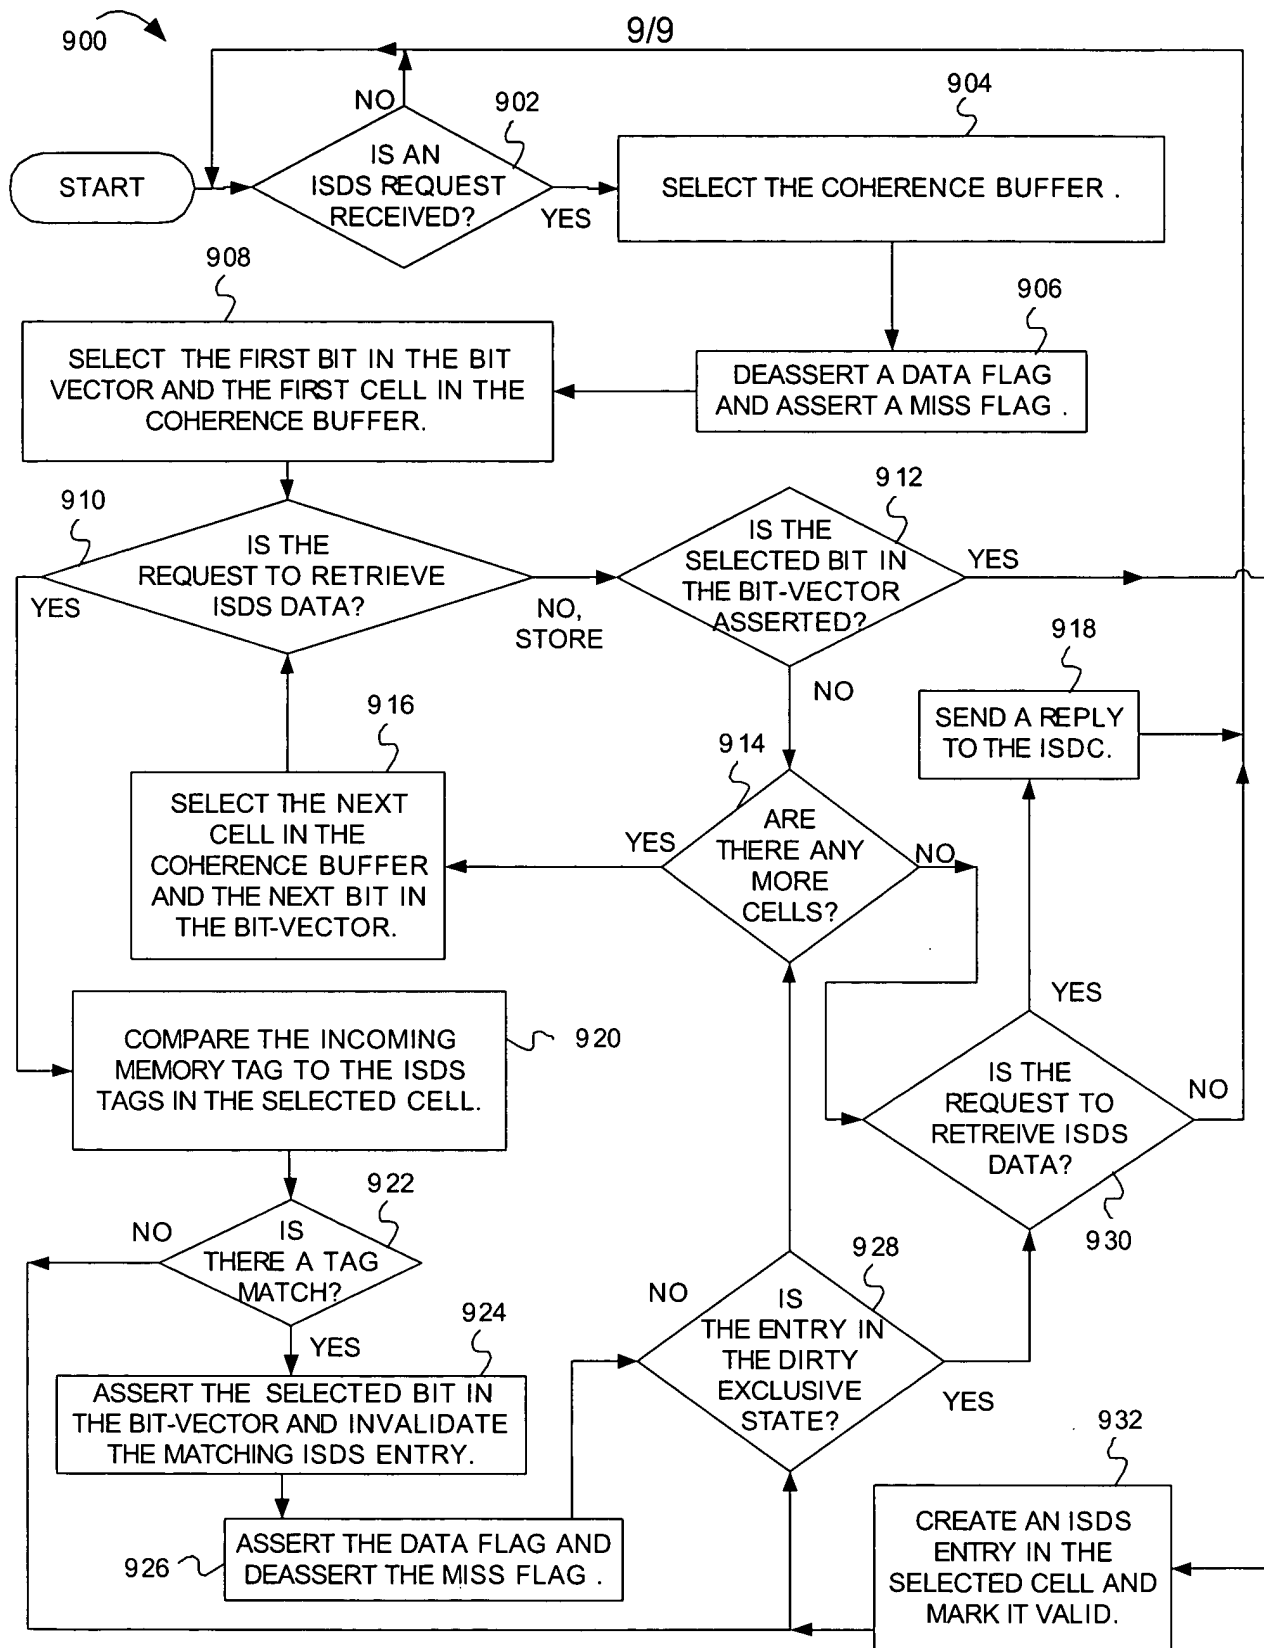 900
9/9
NO
902
904
START
IS AN
ISDS REQUEST
RECEIVED?
YES
SELECT THE COHERENCE BUFFER .
908
906
SELECT THE FIRST BIT IN THE BIT
VECTOR AND THE FIRST CELL IN THE
COHERENCE BUFFER.
DEASSERT A DATA FLAG
AND ASSERT A MISS FLAG .
910
912
IS THE
REQUEST TO RETRIEVE
ISDS DATA?
YES
NO,
STORE
IS THE
SELECTED BIT IN
THE BIT-VECTOR
ASSERTED?
YES
NO
918
916
914
SEND A REPLY
TO THE ISDC.
SELECT THE NEXT
CELL IN THE
COHERENCE BUFFER
AND THE NEXT BIT IN
THE BIT-VECTOR.
YES
ARE
THERE ANY
MORE
CELLS?
NO
YES
COMPARE THE INCOMING
MEMORY TAG TO THE ISDS
TAGS IN THE SELECTED CELL.
920
IS THE
REQUEST TO
RETREIVE ISDS
DATA?
NO
930
922
NO
IS
THERE A TAG
MATCH?
YES
928
NO
IS
THE ENTRY IN
THE DIRTY
EXCLUSIVE
STATE?
YES
924
ASSERT THE SELECTED BIT IN
THE BIT-VECTOR AND INVALIDATE
THE MATCHING ISDS ENTRY.
932
926
ASSERT THE DATA FLAG AND
DEASSERT THE MISS FLAG .
CREATE AN ISDS
ENTRY IN THE
SELECTED CELL AND
MARK IT VALID.